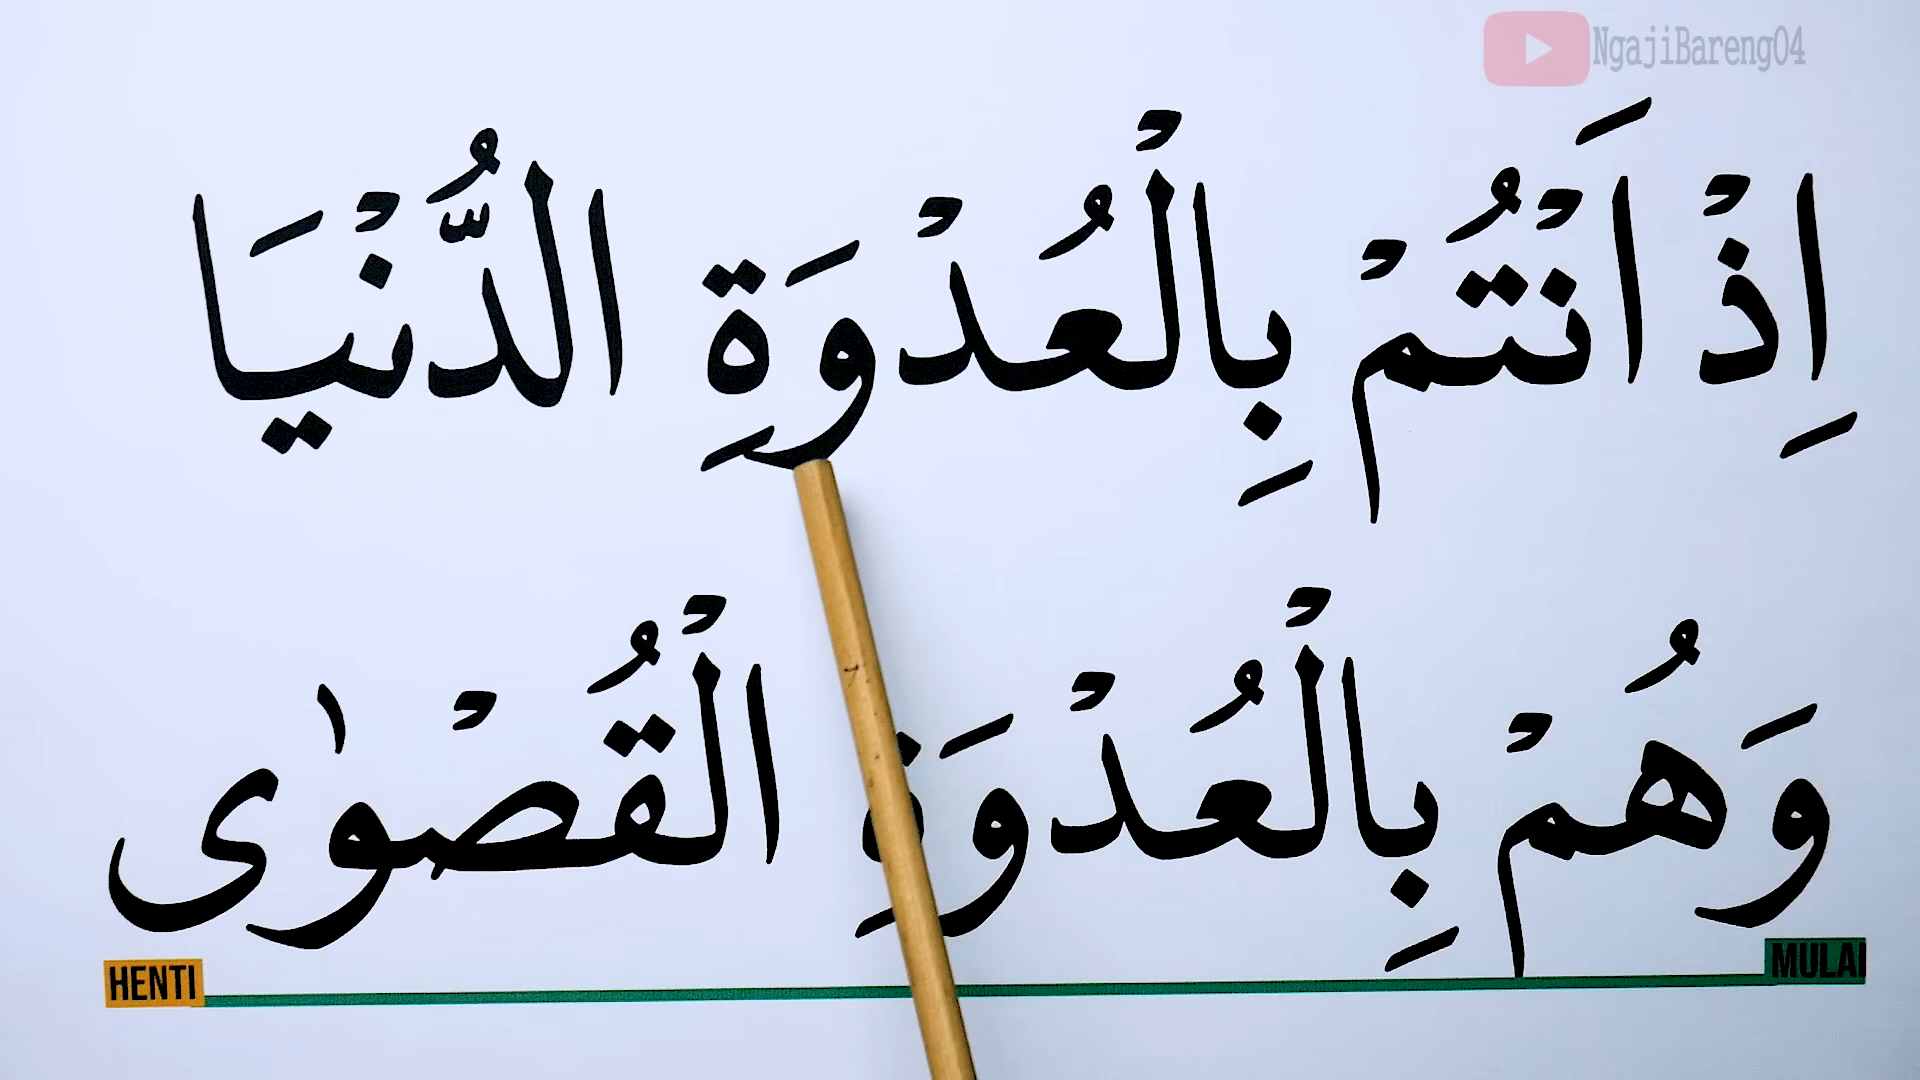 NgajiBareng04
اِذْ اَنْتُمْ بِالْعُدْوَةِ الدُّنْيَا
وَهُمْ بِالْعُدْوَةِ الْقُصْوٰى
HENTI MULAI